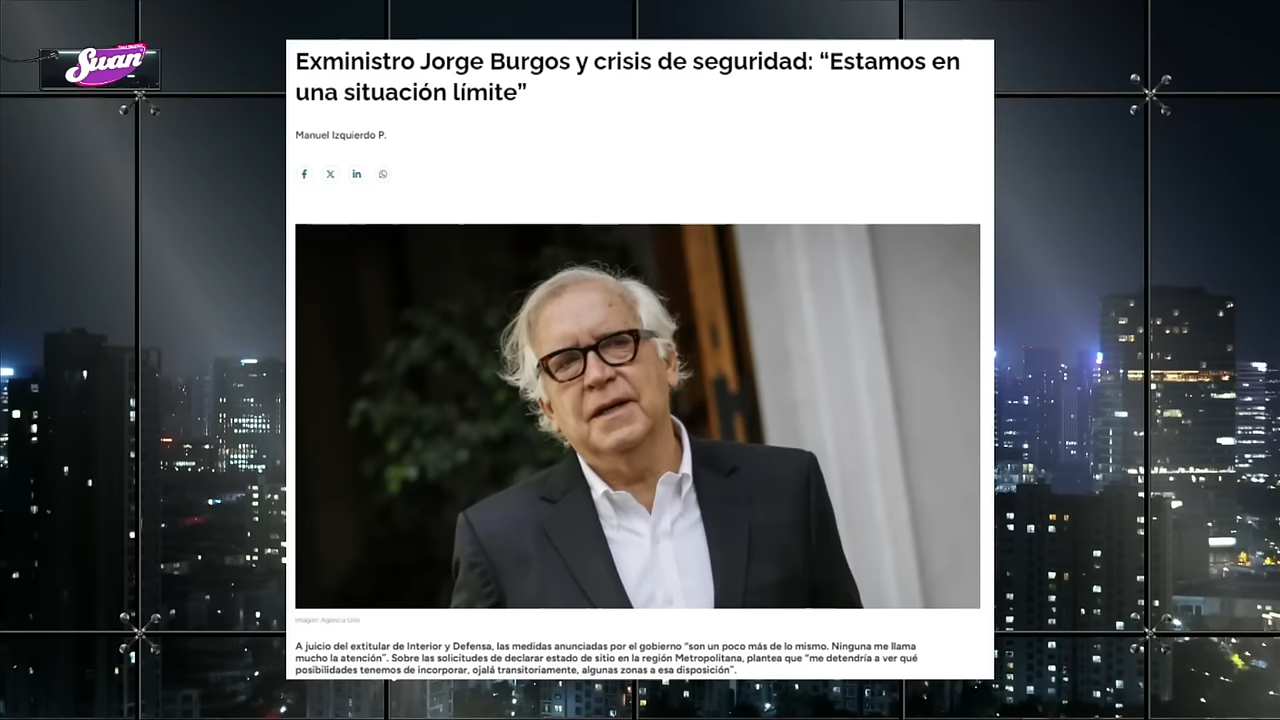 Suan
Exministro Jorge Burgos y crisis de seguridad: “Estamos en
una situación límite”
Manuel Izquierdo P.
Imagen: Agencia Uno
A juicio del extitular de Interior y Defensa, las medidas anunciadas por el gobierno “son un poco más de lo mismo. Ninguna me llama
mucho la atención”. Sobre las solicitudes de declarar estado de sitio en la región Metropolitana, plantea que “me detendría a ver qué
posibilidades tenemos de incorporar, ojalá transitoriamente, algunas zonas a esa disposición”.